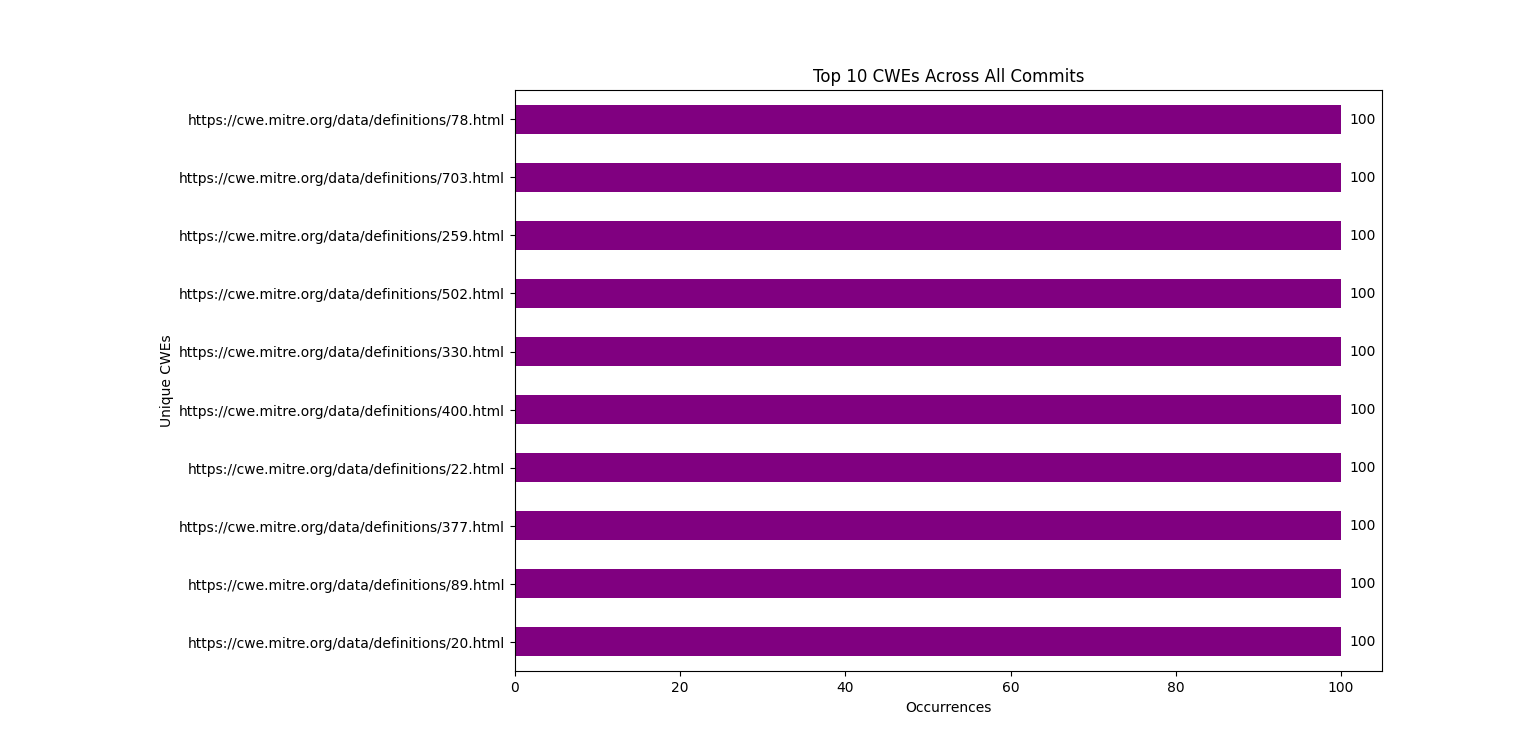 Top 10 CWEs Across All Commits
https://cwe.mitre.org/data/definitions/78.html 100
https://cwe.mitre.org/data/definitions/703.html 100
https://cwe.mitre.org/data/definitions/259.html 100
https://cwe.mitre.org/data/definitions/502.html 100
https://cwe.mitre.org/data/definitions/330.html 100
https://cwe.mitre.org/data/definitions/400.html 100
https://cwe.mitre.org/data/definitions/22.html 100
https://cwe.mitre.org/data/definitions/377.html 100
https://cwe.mitre.org/data/definitions/89.html 100
https://cwe.mitre.org/data/definitions/20.html 100
Unique CWEs
0 20 40 60 80 100
Occurrences